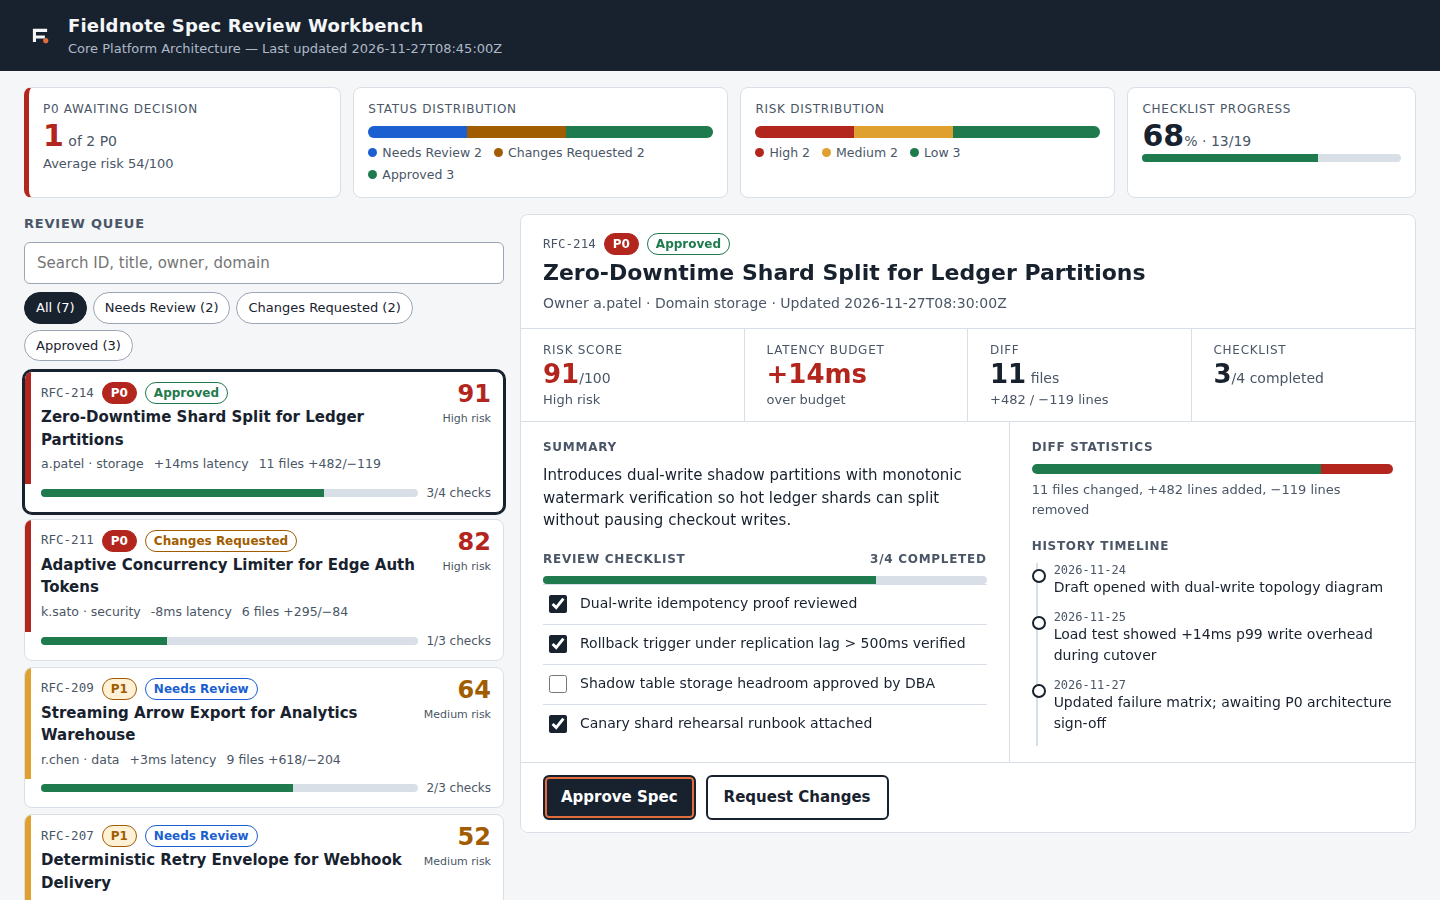 Fieldnote Spec Review Workbench
Core Platform Architecture — Last updated 2026-11-27T08:45:00Z
P0 AWAITING DECISION
1 of 2 P0
Average risk 54/100
STATUS DISTRIBUTION
Needs Review 2 Changes Requested 2
Approved 3
RISK DISTRIBUTION
High 2 Medium 2 Low 3
CHECKLIST PROGRESS
68% · 13/19
REVIEW QUEUE
Search ID, title, owner, domain
All (7) Needs Review (2) Changes Requested (2)
Approved (3)
RFC-214 P0 Approved 91
High risk
Zero-Downtime Shard Split for Ledger
Partitions
a.patel · storage +14ms latency 11 files +482/−119
3/4 checks
RFC-211 P0 Changes Requested 82
High risk
Adaptive Concurrency Limiter for Edge Auth
Tokens
k.sato · security -8ms latency 6 files +295/−84
1/3 checks
RFC-209 P1 Needs Review 64
Medium risk
Streaming Arrow Export for Analytics
Warehouse
r.chen · data +3ms latency 9 files +618/−204
2/3 checks
RFC-207 P1 Needs Review 52
Medium risk
Deterministic Retry Envelope for Webhook
Delivery
RFC-214 P0 Approved
Zero-Downtime Shard Split for Ledger Partitions
Owner a.patel · Domain storage · Updated 2026-11-27T08:30:00Z
RISK SCORE
91/100
High risk
LATENCY BUDGET
+14ms
over budget
DIFF
11 files
+482 / −119 lines
CHECKLIST
3/4 completed
SUMMARY
Introduces dual-write shadow partitions with monotonic
watermark verification so hot ledger shards can split
without pausing checkout writes.
REVIEW CHECKLIST 3/4 COMPLETED
Dual-write idempotency proof reviewed
Rollback trigger under replication lag > 500ms verified
Shadow table storage headroom approved by DBA
Canary shard rehearsal runbook attached
DIFF STATISTICS
11 files changed, +482 lines added, −119 lines
removed
HISTORY TIMELINE
2026-11-24
Draft opened with dual-write topology diagram
2026-11-25
Load test showed +14ms p99 write overhead
during cutover
2026-11-27
Updated failure matrix; awaiting P0 architecture
sign-off
Approve Spec Request Changes